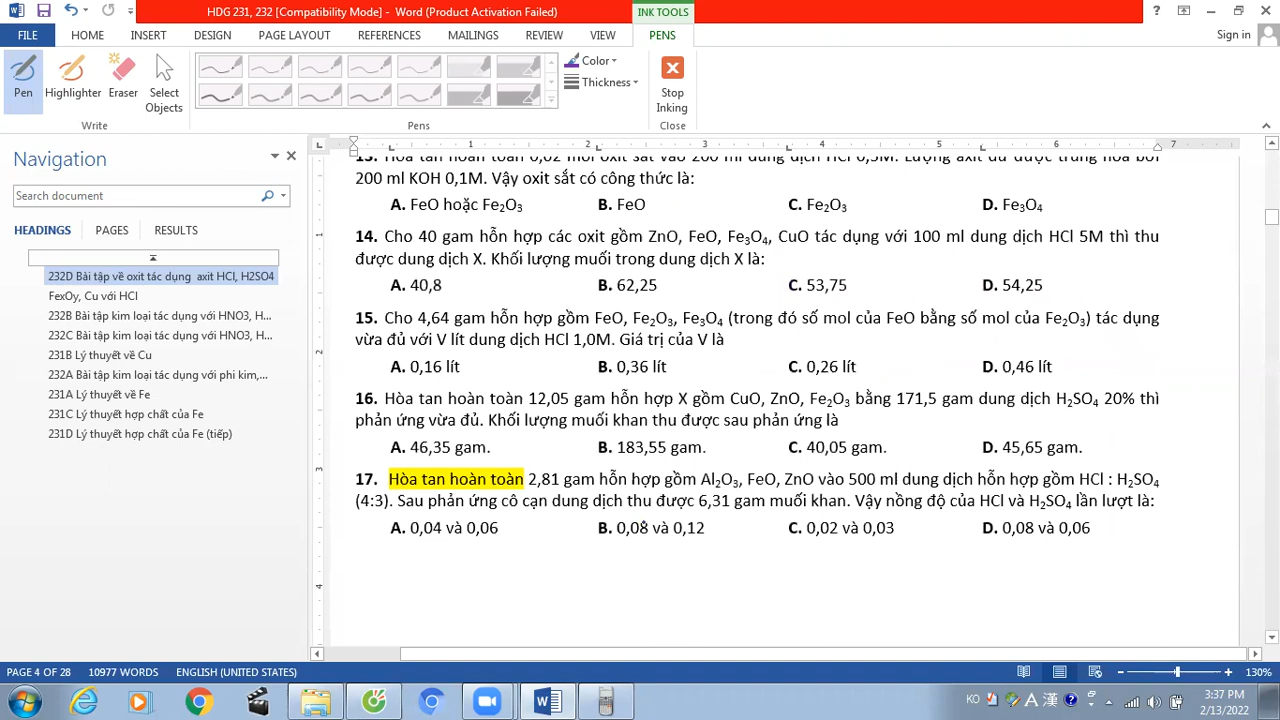 HDG 231, 232 [Compatibility Mode] - Word (Product Activation Failed)
INK TOOLS
FILE HOME INSERT DESIGN PAGE LAYOUT REFERENCES MAILINGS REVIEW VIEW PENS
Sign in
Pen Highlighter Eraser Select Objects
Color
Thickness
Stop Inking
Write Pens Close
Navigation
Search document
HEADINGS PAGES RESULTS
232D Bài tập về oxit tác dụng axit HCl, H2SO4
FexOy, Cu với HCl
232B Bài tập kim loại tác dụng với HNO3, H...
232C Bài tập kim loại tác dụng với HNO3, H...
231B Lý thuyết về Cu
232A Bài tập kim loại tác dụng với phi kim,...
231A Lý thuyết về Fe
231C Lý thuyết hợp chất của Fe
231D Lý thuyết hợp chất của Fe (tiếp)
1 2 3 4 5 6 7
200 ml KOH 0,1M. Vậy oxit sắt có công thức là:
A. FeO hoặc Fe₂O₃ B. FeO C. Fe₂O₃ D. Fe₃O₄
14. Cho 40 gam hỗn hợp các oxit gồm ZnO, FeO, Fe₃O₄, CuO tác dụng với 100 ml dung dịch HCl 5M thì thu
được dung dịch X. Khối lượng muối trong dung dịch X là:
A. 40,8 B. 62,25 C. 53,75 D. 54,25
15. Cho 4,64 gam hỗn hợp gồm FeO, Fe₂O₃, Fe₃O₄ (trong đó số mol của FeO bằng số mol của Fe₂O₃) tác dụng
vừa đủ với V lít dung dịch HCl 1,0M. Giá trị của V là
A. 0,16 lít B. 0,36 lít C. 0,26 lít D. 0,46 lít
16. Hòa tan hoàn toàn 12,05 gam hỗn hợp X gồm CuO, ZnO, Fe₂O₃ bằng 171,5 gam dung dịch H₂SO₄ 20% thì
phản ứng vừa đủ. Khối lượng muối khan thu được sau phản ứng là
A. 46,35 gam. B. 183,55 gam. C. 40,05 gam. D. 45,65 gam.
17. Hòa tan hoàn toàn 2,81 gam hỗn hợp gồm Al₂O₃, FeO, ZnO vào 500 ml dung dịch hỗn hợp gồm HCl : H₂SO₄
(4:3). Sau phản ứng cô cạn dung dịch thu được 6,31 gam muối khan. Vậy nồng độ của HCl và H₂SO₄ lần lượt là:
A. 0,04 và 0,06 B. 0,08 và 0,12 C. 0,02 và 0,03 D. 0,08 và 0,06
PAGE 4 OF 28 10977 WORDS ENGLISH (UNITED STATES)
130%
KO A 漢
3:37 PM
2/13/2022